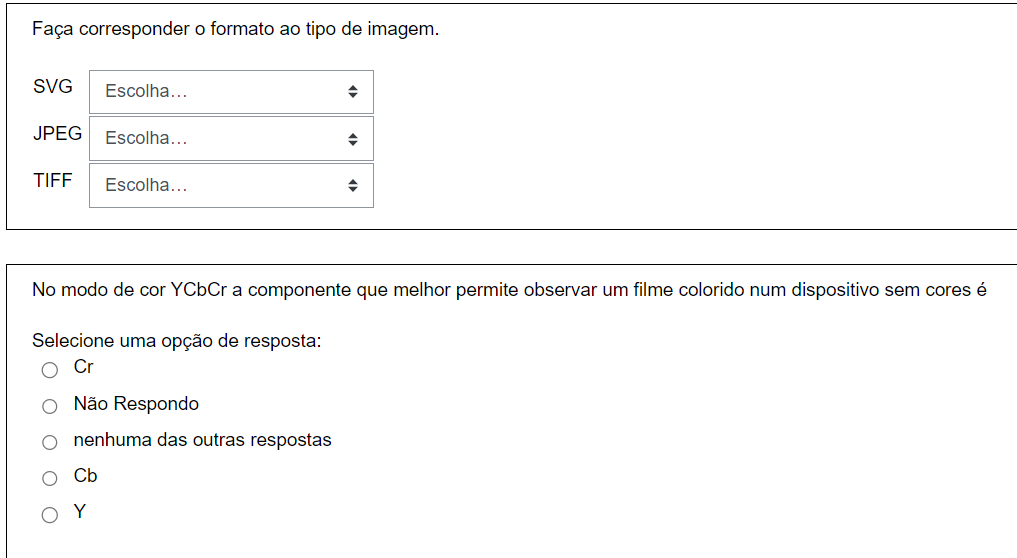 Faça corresponder o formato ao tipo de imagem.
SVG Escolha...
JPEG Escolha...
TIFF Escolha...
No modo de cor YCbCr a componente que melhor permite observar um filme colorido num dispositivo sem cores é
Selecione uma opção de resposta:
Cr
Não Respondo
nenhuma das outras respostas
Cb
Y